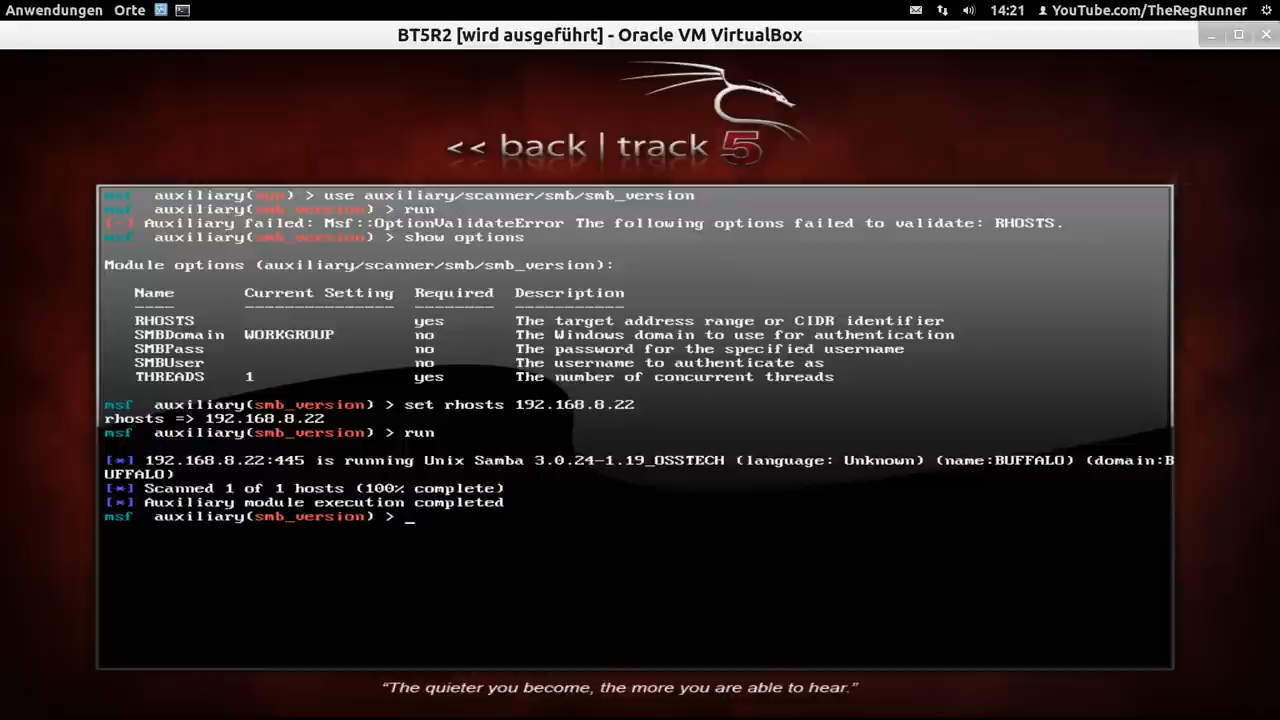 Anwendungen Orte 14:21 YouTube.com/TheRegRunner
BT5R2 [wird ausgeführt] - Oracle VM VirtualBox
<< back | track 5
msf auxiliary(syn) > use auxiliary/scanner/smb/smb_version
msf auxiliary(smb_version) > run
[-] Auxiliary failed: Msf::OptionValidateError The following options failed to validate: RHOSTS.
msf auxiliary(smb_version) > show options
Module options (auxiliary/scanner/smb/smb_version):
Name Current Setting Required Description
---- --------------- -------- -----------
RHOSTS yes The target address range or CIDR identifier
SMBDomain WORKGROUP no The Windows domain to use for authentication
SMBPass no The password for the specified username
SMBUser no The username to authenticate as
THREADS 1 yes The number of concurrent threads
msf auxiliary(smb_version) > set rhosts 192.168.8.22
rhosts => 192.168.8.22
msf auxiliary(smb_version) > run
[*] 192.168.8.22:445 is running Unix Samba 3.0.24-1.19_OSSTECH (language: Unknown) (name:BUFFALO) (domain:B
UFFALO)
[*] Scanned 1 of 1 hosts (100% complete)
[*] Auxiliary module execution completed
msf auxiliary(smb_version) > _
“The quieter you become, the more you are able to hear.”